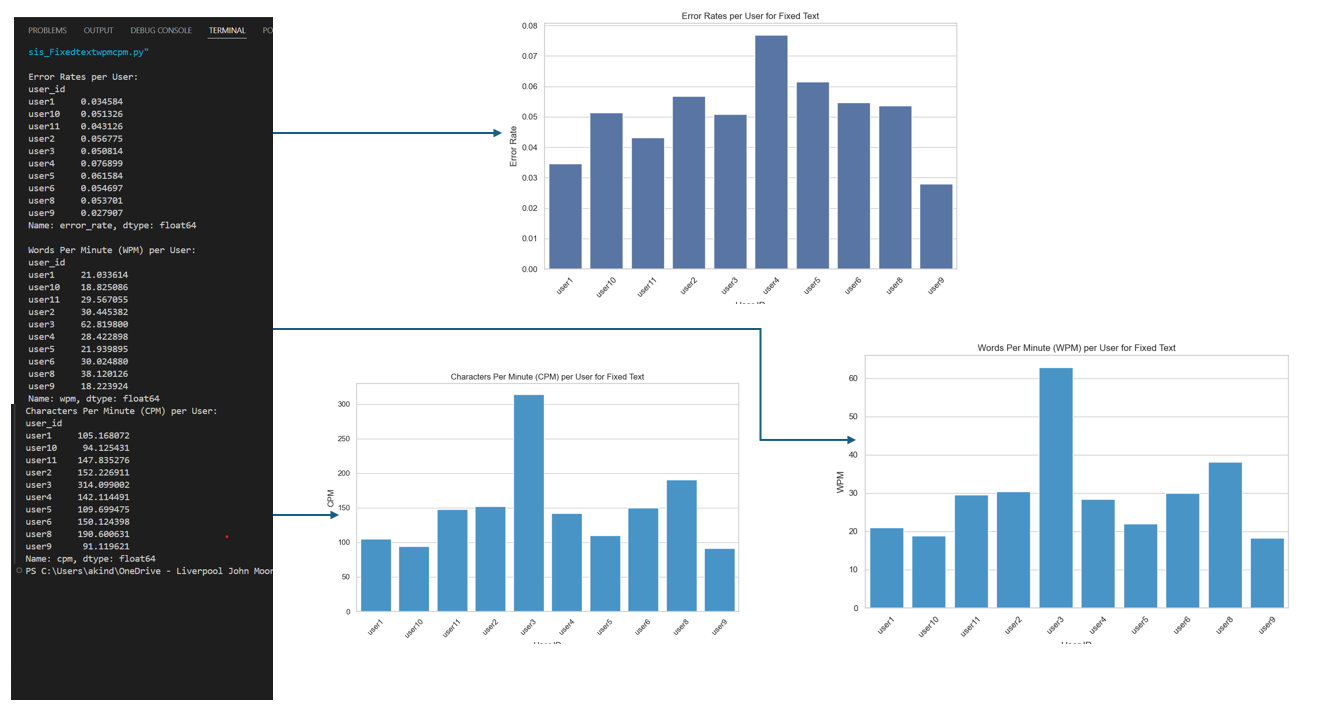 PROBLEMS OUTPUT DEBUG CONSOLE TERMINAL PO
sis_Fixedtextwpmcpm.py"
Error Rates per User:
user_id
user1 0.034584
user10 0.051326
user11 0.043126
user2 0.056775
user3 0.050814
user4 0.076899
user5 0.061584
user6 0.054697
user8 0.053701
user9 0.027907
Name: error_rate, dtype: float64
Words Per Minute (WPM) per User:
user_id
user1 21.033614
user10 18.825086
user11 29.567055
user2 30.445382
user3 62.819800
user4 28.422898
user5 21.939895
user6 30.024880
user8 38.120126
user9 18.223924
Name: wpm, dtype: float64
Characters Per Minute (CPM) per User:
user_id
user1 105.168072
user10 94.125431
user11 147.835276
user2 152.226911
user3 314.099002
user4 142.114491
user5 109.699475
user6 150.124398
user8 190.600631
user9 91.119621
Name: cpm, dtype: float64
PS C:\Users\akind\OneDrive - Liverpool John Moor
Error Rates per User for Fixed Text
Error Rate
0.08
0.07
0.06
0.05
0.04
0.03
0.02
0.01
0.00
user1 user10 user11 user2 user3 user4 user5 user6 user8 user9
User ID
Characters Per Minute (CPM) per User for Fixed Text
CPM
300
250
200
150
100
50
0
user1 user10 user11 user2 user3 user4 user5 user6 user8 user9
User ID
Words Per Minute (WPM) per User for Fixed Text
WPM
60
50
40
30
20
10
0
user1 user10 user11 user2 user3 user4 user5 user6 user8 user9
User ID